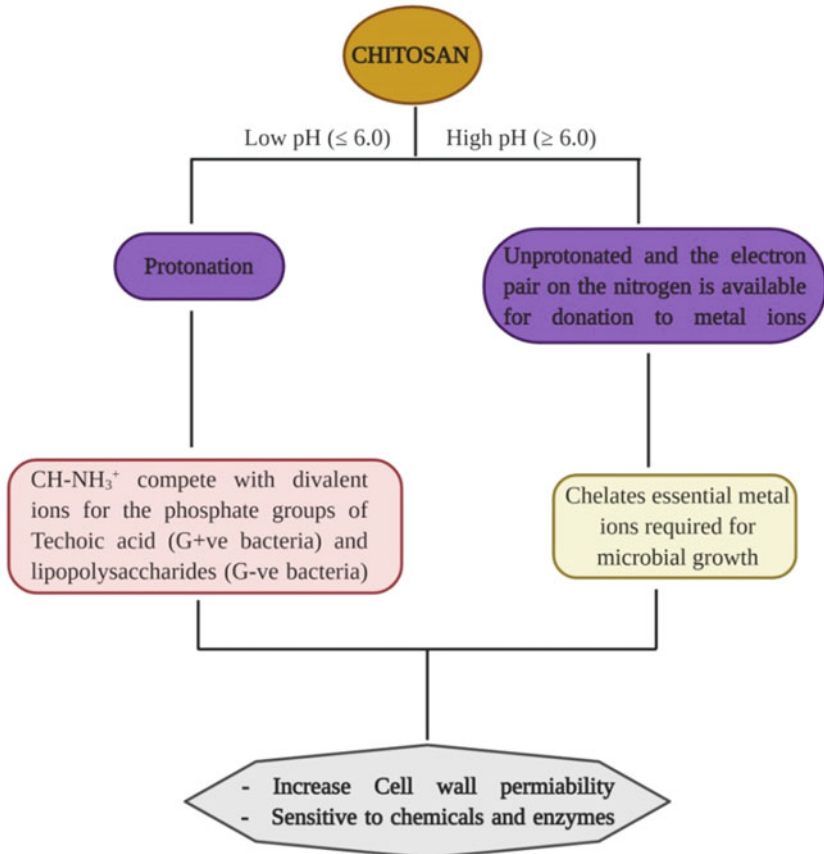 CHITOSAN
Low pH (≤ 6.0)
High pH (≥ 6.0)
Protonation
Unprotonated and the electron
pair on the nitrogen is available
for donation to metal ions
CH-NH₃⁺ compete with divalent
ions for the phosphate groups of
Techoic acid (G+ve bacteria) and
lipopolysaccharides (G-ve bacteria)
Chelates essential metal
ions required for
microbial growth
- Increase Cell wall permiability
- Sensitive to chemicals and enzymes